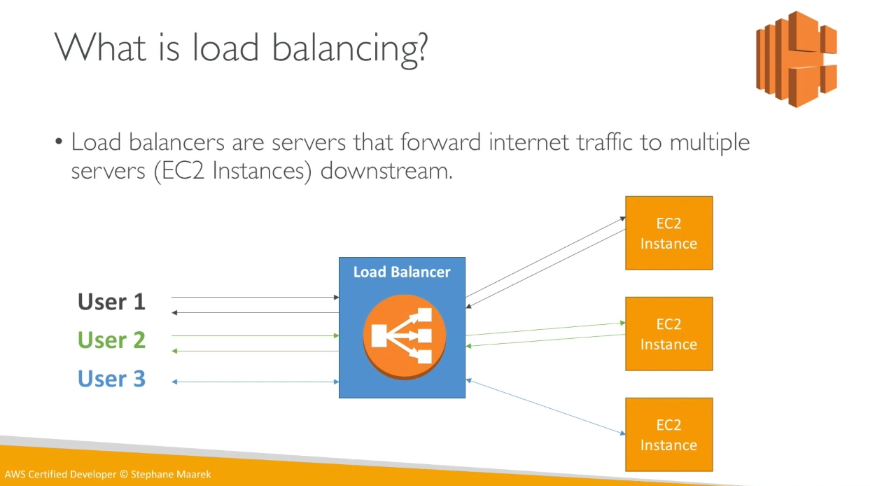 What is load balancing?
• Load balancers are servers that forward internet traffic to multiple
servers (EC2 Instances) downstream.
EC2
Instance
Load Balancer
User 1
User 2
User 3
EC2
Instance
EC2
Instance
AWS Certified Developer © Stephane Maarek